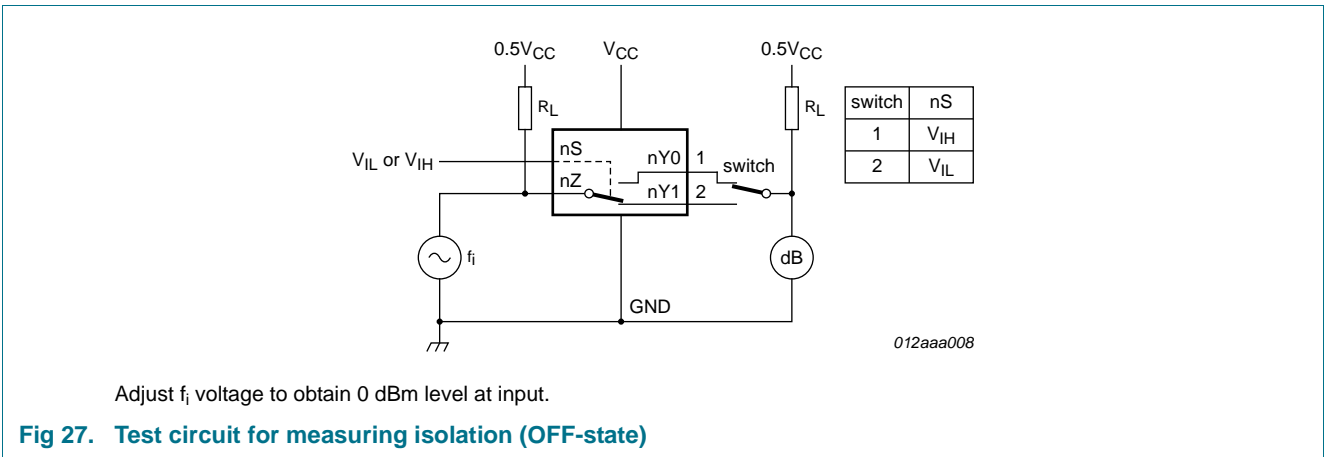 0.5VCC VCC 0.5VCC
RL RL
switch nS
1 VIH
2 VIL
VIL or VIH
nS nY0 1 switch
nZ nY1 2
fi dB
GND
012aaa008
Adjust fi voltage to obtain 0 dBm level at input.
Fig 27. Test circuit for measuring isolation (OFF-state)